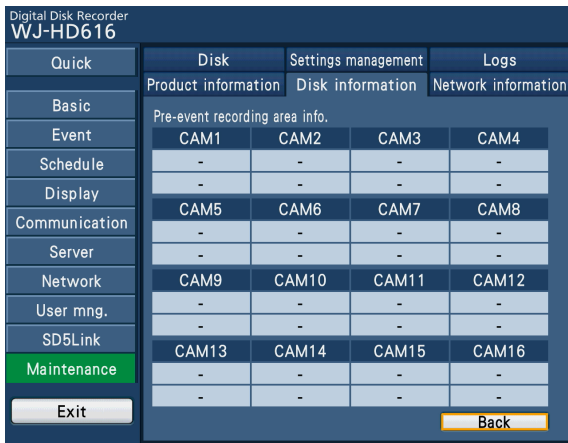 Digital Disk Recorder
WJ-HD616
Quick
Basic
Event
Schedule
Display
Communication
Server
Network
User mng.
SD5Link
Maintenance
Exit
Disk Settings management Logs
Product information Disk information Network information
Pre-event recording area info.
CAM1 CAM2 CAM3 CAM4
- - - -
- - - -
CAM5 CAM6 CAM7 CAM8
- - - -
- - - -
CAM9 CAM10 CAM11 CAM12
- - - -
- - - -
CAM13 CAM14 CAM15 CAM16
- - - -
- - - -
Back